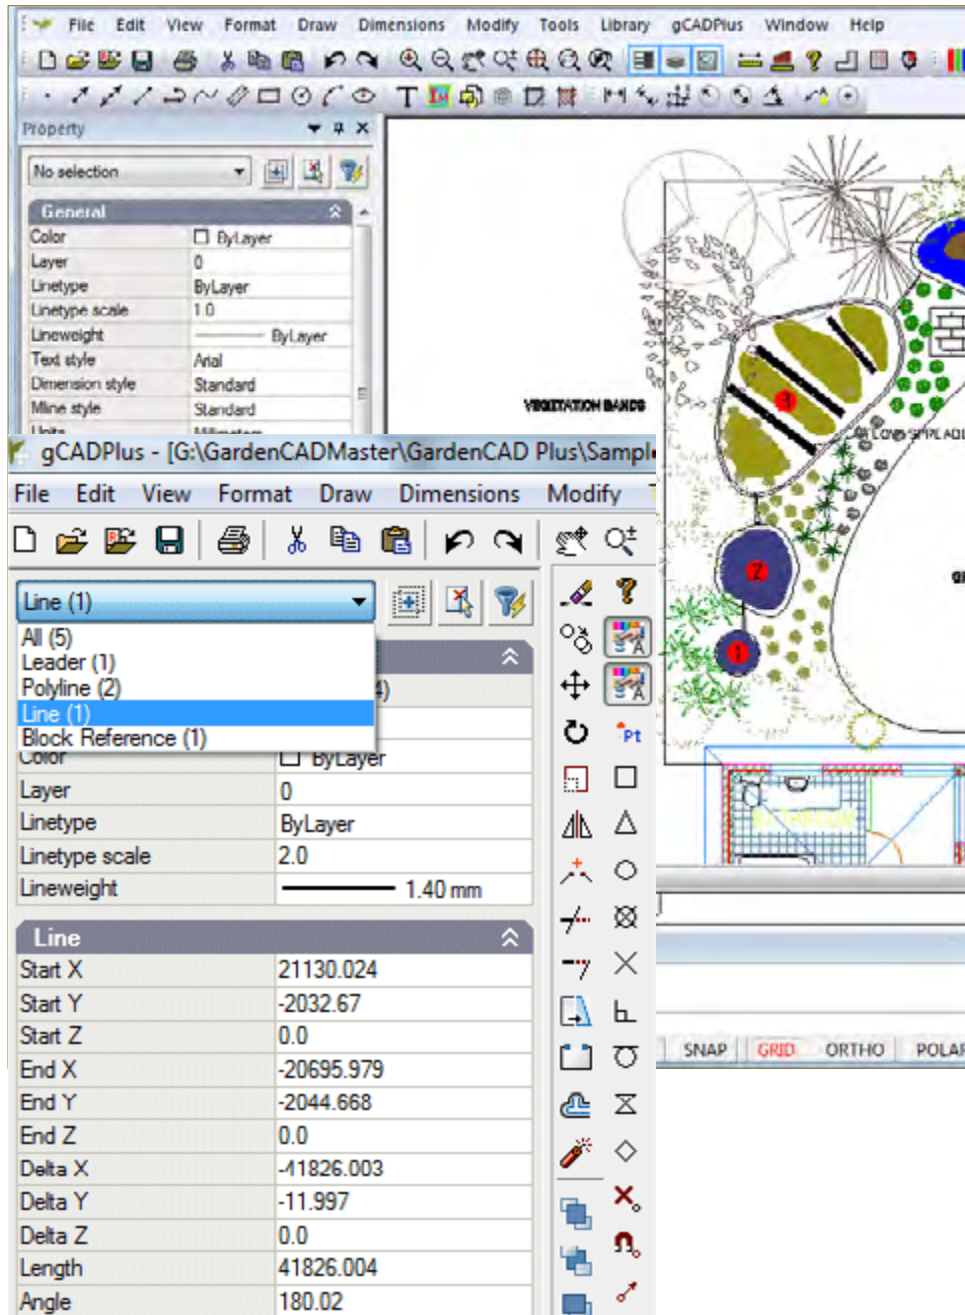 File Edit View Format Draw Dimensions Modify Tools Library gCADPlus Window Help
Property
No selection
General
Color ByLayer
Layer 0
Linetype ByLayer
Linetype scale 1.0
Lineweight ByLayer
Text style Arial
Dimension style Standard
Mline style Standard
Units Millimeters
VEGETATION BANDS
3
2
1
BATHROOM
SNAP GRID ORTHO POLAR
gCADPlus - [G:\GardenCADMaster\GardenCAD Plus\Sample
File Edit View Format Draw Dimensions Modify
Line (1)
All (5)
Leader (1)
Polyline (2)
Line (1)
Block Reference (1)
4)
Color ByLayer
Layer 0
Linetype ByLayer
Linetype scale 2.0
Lineweight 1.40 mm
Line
Start X 21130.024
Start Y -2032.67
Start Z 0.0
End X -20695.979
End Y -2044.668
End Z 0.0
Delta X -41826.003
Delta Y -11.997
Delta Z 0.0
Length 41826.004
Angle 180.02
Pt